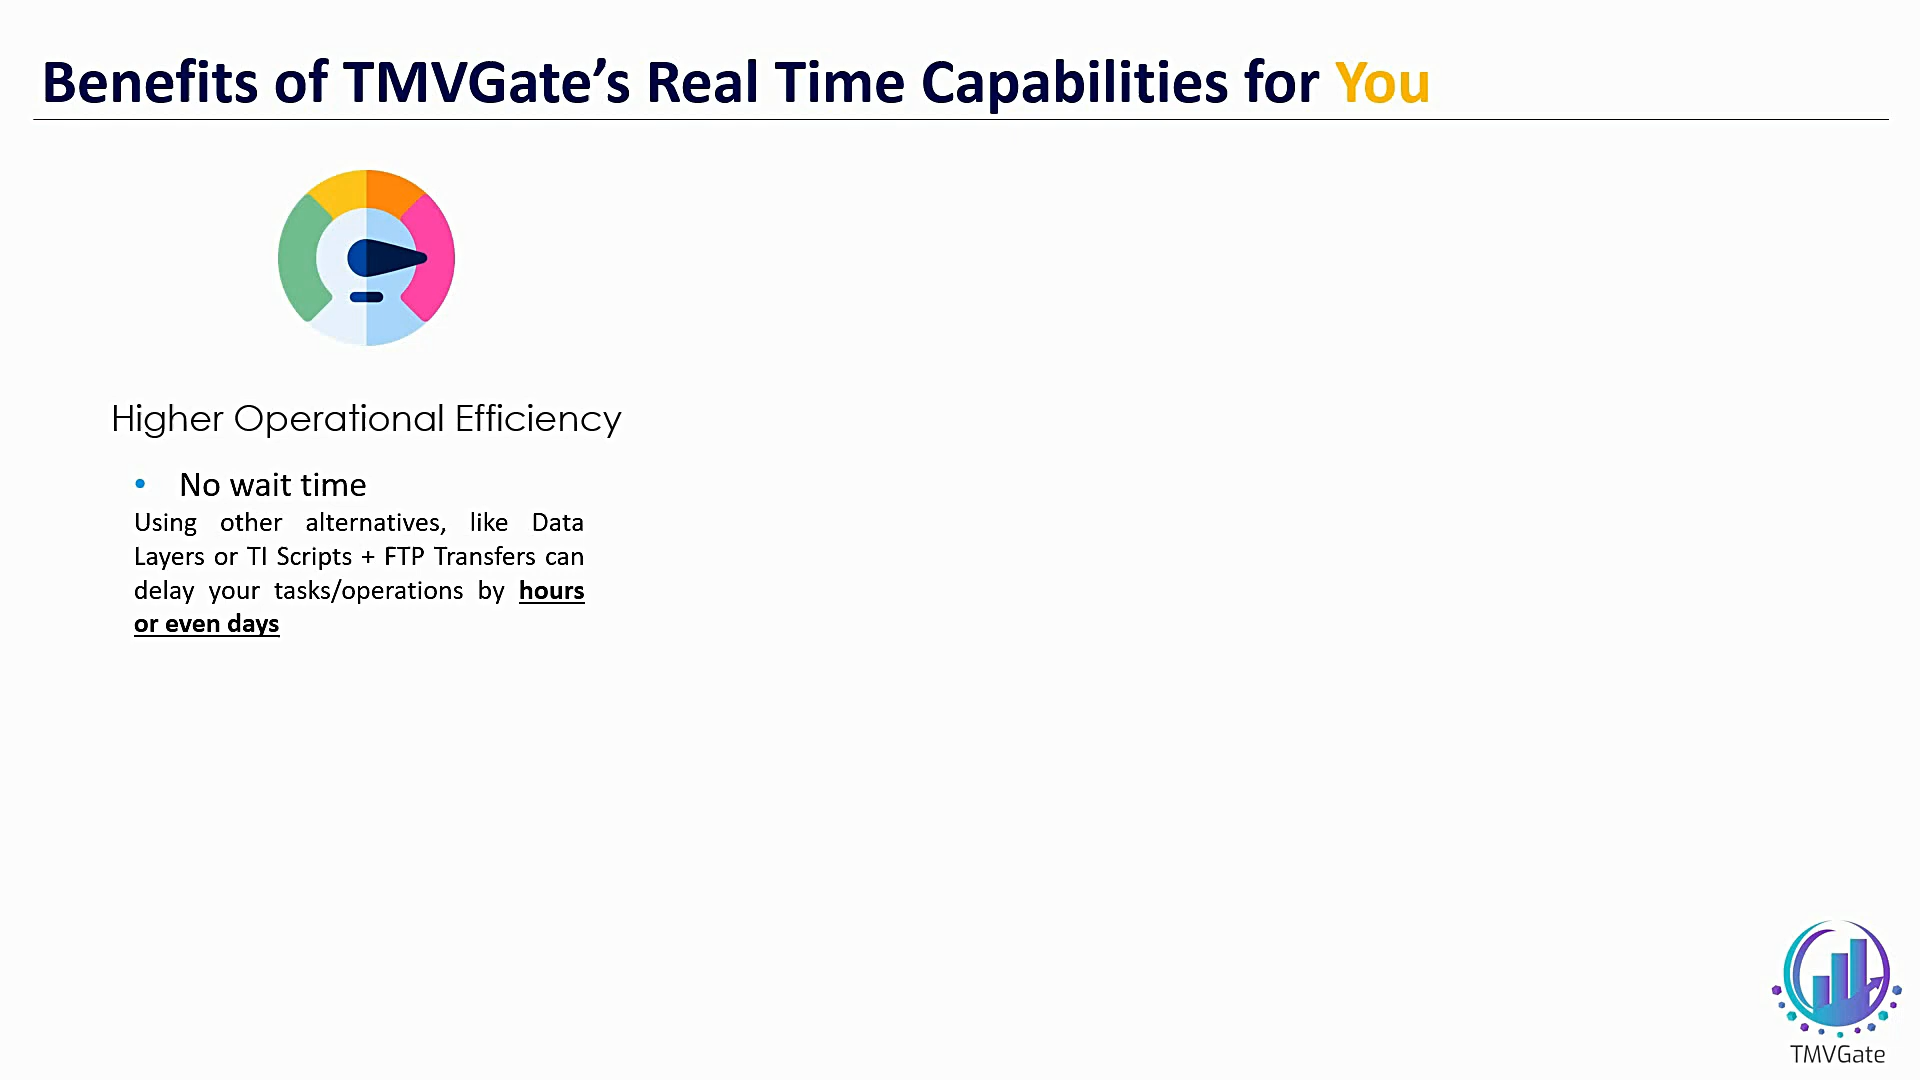 Benefits of TMVGate’s Real Time Capabilities for You
Higher Operational Efficiency
• No wait time
Using other alternatives, like Data
Layers or TI Scripts + FTP Transfers can
delay your tasks/operations by hours
or even days
TMVGate